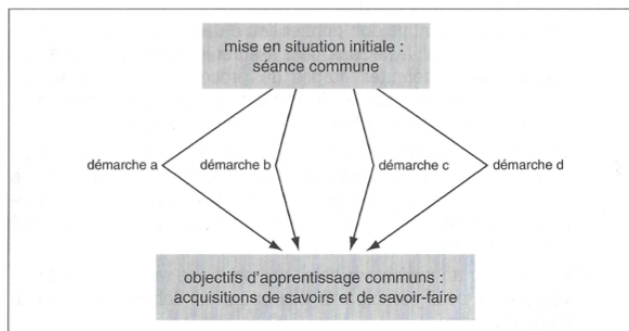 mise en situation initiale :
séance commune
démarche a
démarche b
démarche c
démarche d
objectifs d'apprentissage communs :
acquisitions de savoirs et de savoir-faire